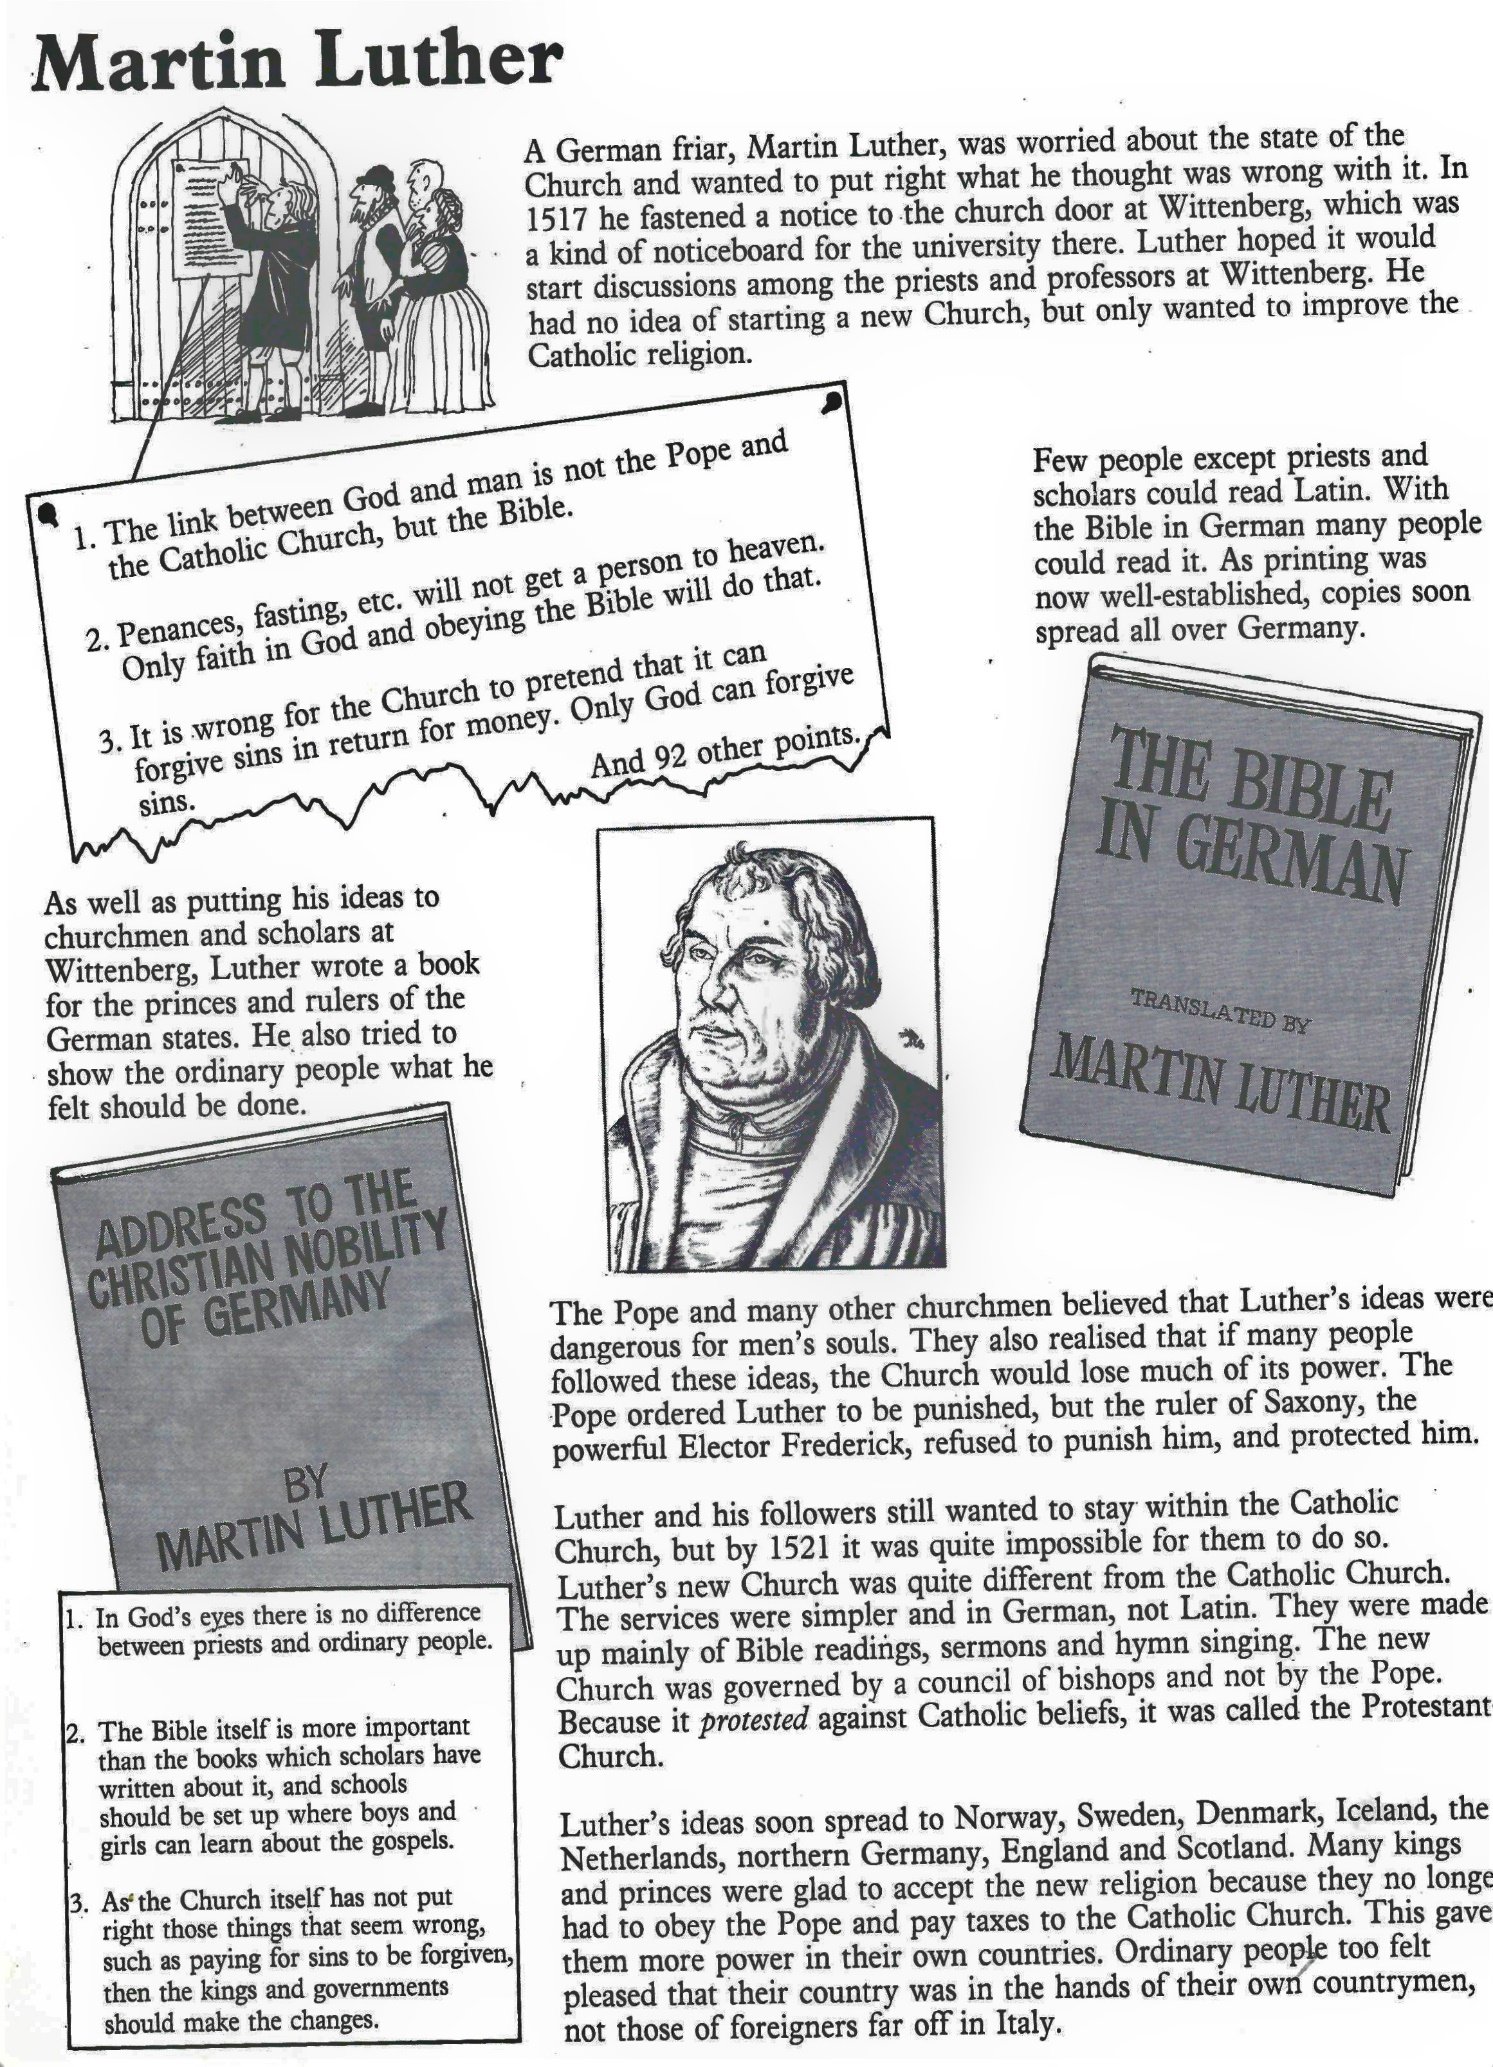 Martin Luther
A German friar, Martin Luther, was worried about the state of the
Church and wanted to put right what he thought was wrong with it. In
1517 he fastened a notice to the church door at Wittenberg, which was
a kind of noticeboard for the university there. Luther hoped it would
start discussions among the priests and professors at Wittenberg. He
had no idea of starting a new Church, but only wanted to improve the
Catholic religion.
1. The link between God and man is not the Pope and
the Catholic Church, but the Bible.
2. Penances, fasting, etc. will not get a person to heaven.
Only faith in God and obeying the Bible will do that.
3. It is wrong for the Church to pretend that it can
forgive sins in return for money. Only God can forgive
sins.
And 92 other points.
Few people except priests and
scholars could read Latin. With
the Bible in German many people
could read it. As printing was
now well-established, copies soon
spread all over Germany.
THE BIBLE
IN GERMAN
TRANSLATED BY
MARTIN LUTHER
As well as putting his ideas to
churchmen and scholars at
Wittenberg, Luther wrote a book
for the princes and rulers of the
German states. He also tried to
show the ordinary people what he
felt should be done.
ADDRESS TO THE
CHRISTIAN NOBILITY
OF GERMANY
BY
MARTIN LUTHER
1. In God's eyes there is no difference
between priests and ordinary people.
2. The Bible itself is more important
than the books which scholars have
written about it, and schools
should be set up where boys and
girls can learn about the gospels.
3. As the Church itself has not put
right those things that seem wrong,
such as paying for sins to be forgiven,
then the kings and governments
should make the changes.
The Pope and many other churchmen believed that Luther's ideas were
dangerous for men's souls. They also realised that if many people
followed these ideas, the Church would lose much of its power. The
Pope ordered Luther to be punished, but the ruler of Saxony, the
powerful Elector Frederick, refused to punish him, and protected him.
Luther and his followers still wanted to stay within the Catholic
Church, but by 1521 it was quite impossible for them to do so.
Luther's new Church was quite different from the Catholic Church.
The services were simpler and in German, not Latin. They were made
up mainly of Bible readings, sermons and hymn singing. The new
Church was governed by a council of bishops and not by the Pope.
Because it protested against Catholic beliefs, it was called the Protestant
Church.
Luther's ideas soon spread to Norway, Sweden, Denmark, Iceland, the
Netherlands, northern Germany, England and Scotland. Many kings
and princes were glad to accept the new religion because they no longe
had to obey the Pope and pay taxes to the Catholic Church. This gave
them more power in their own countries. Ordinary people too felt
pleased that their country was in the hands of their own countrymen,
not those of foreigners far off in Italy.